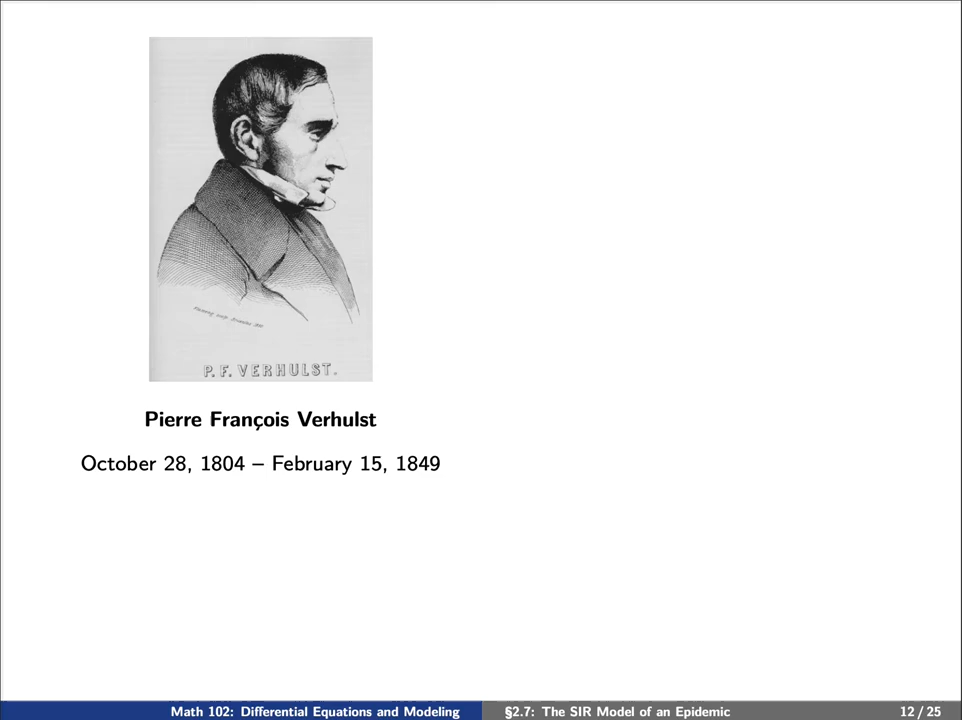 P. F. VERHULST.
Pierre François Verhulst
October 28, 1804 – February 15, 1849
Math 102: Differential Equations and Modeling
§2.7: The SIR Model of an Epidemic
12 / 25